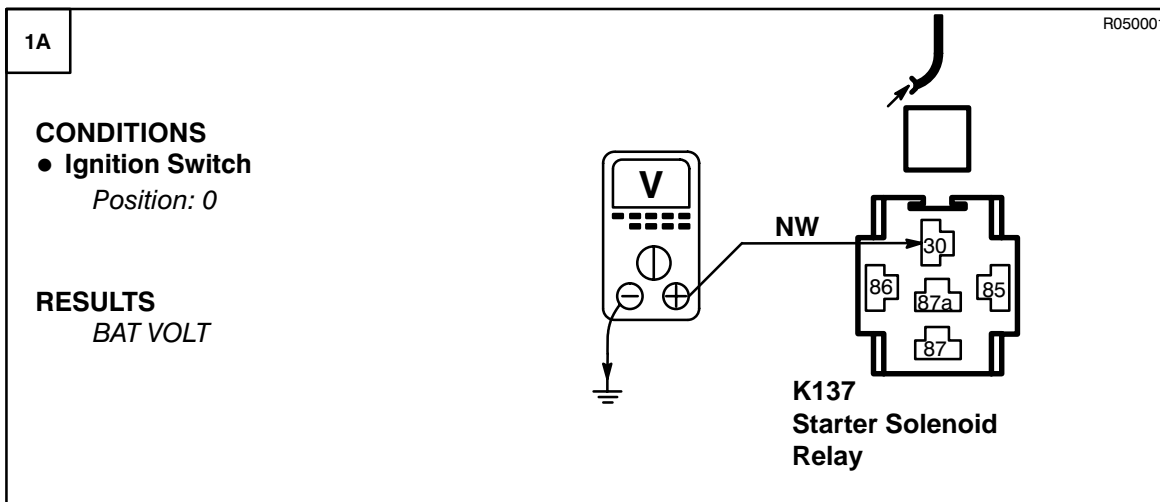 1A
R050001
CONDITIONS
● Ignition Switch
Position: 0
RESULTS
BAT VOLT
V
NW
30
86
87a
85
87
K137
Starter Solenoid
Relay